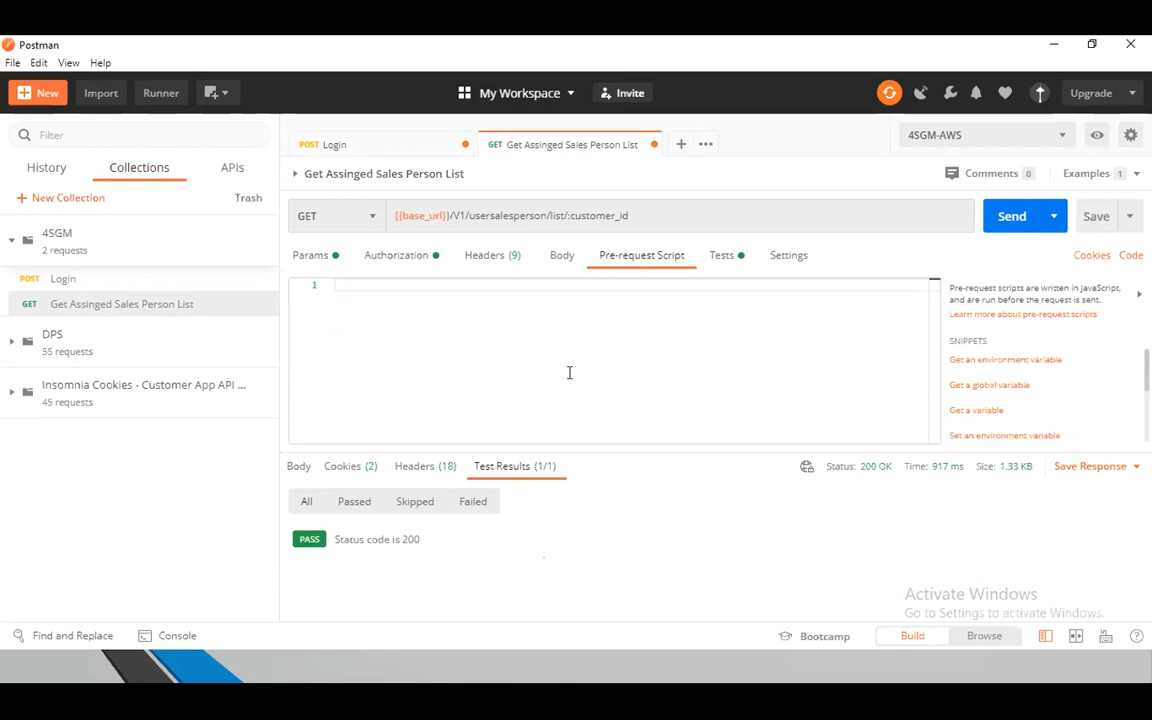 Postman
File Edit View Help
New Import Runner My Workspace Invite Upgrade
Filter
History Collections APIs
New Collection Trash
4SGM
2 requests
POST Login
GET Get Assinged Sales Person List
DPS
55 requests
Insomnia Cookies - Customer App API ...
45 requests
POST Login GET Get Assinged Sales Person List 4SGM-AWS
Get Assinged Sales Person List Comments 0 Examples 1
GET {{base_url}}/V1/usersalesperson/list/:customer_id Send Save
Params Authorization Headers (9) Body Pre-request Script Tests Settings Cookies Code
1
Pre-request scripts are written in JavaScript,
and are run before the request is sent.
Learn more about pre-request scripts
SNIPPETS
Get an environment variable
Get a global variable
Get a variable
Set an environment variable
Body Cookies (2) Headers (18) Test Results (1/1) Status: 200 OK Time: 917 ms Size: 1.33 KB Save Response
All Passed Skipped Failed
PASS Status code is 200
Activate Windows
Go to Settings to activate Windows.
Find and Replace Console Bootcamp Build Browse